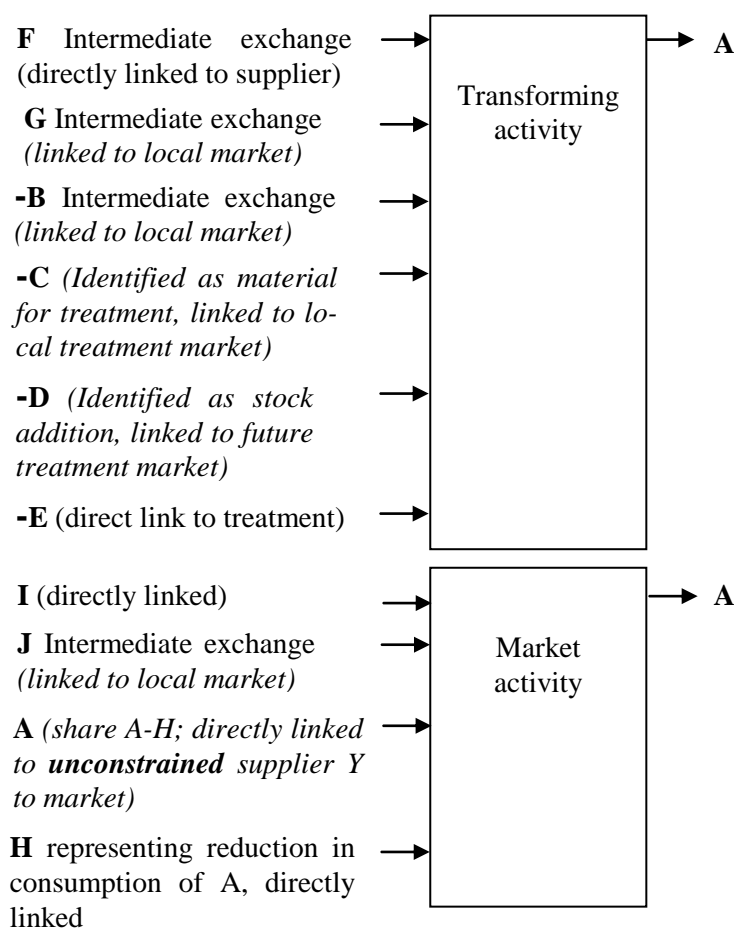 F Intermediate exchange
(directly linked to supplier)
A
Transforming
activity
G Intermediate exchange
(linked to local market)
-B Intermediate exchange
(linked to local market)
-C (Identified as material
for treatment, linked to lo-
cal treatment market)
-D (Identified as stock
addition, linked to future
treatment market)
-E (direct link to treatment)
I (directly linked)
A
J Intermediate exchange
(linked to local market)
Market
activity
A (share A-H; directly linked
to unconstrained supplier Y
to market)
H representing reduction in
consumption of A, directly
linked